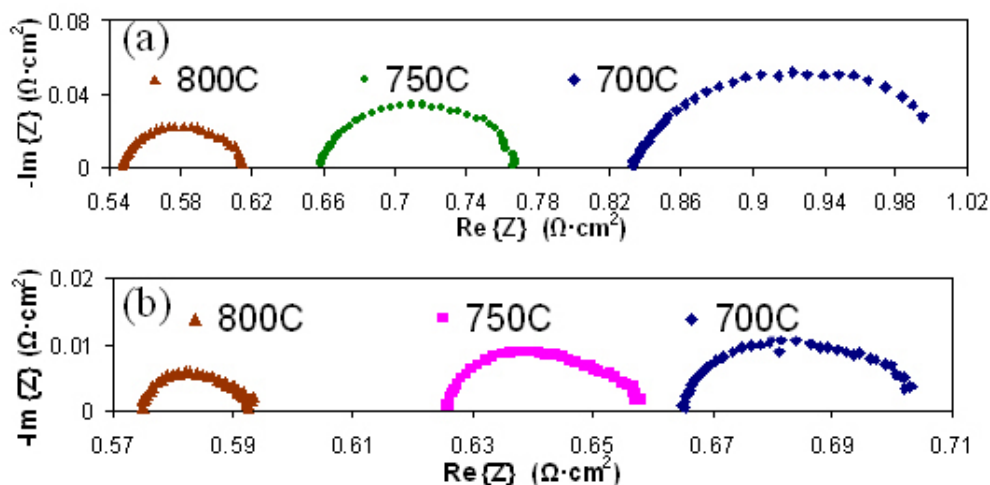 (a)
-Im {Z} (Ω·cm²)
0.08
0.04
0
800C 750C 700C
0.54 0.58 0.62 0.66 0.7 0.74 0.78 0.82 0.86 0.9 0.94 0.98 1.02
Re{Z} (Ω·cm²)
(b)
-Im {Z} (Ω·cm²)
0.02
0.01
0
800C 750C 700C
0.57 0.59 0.61 0.63 0.65 0.67 0.69 0.71
Re{Z} (Ω·cm²)